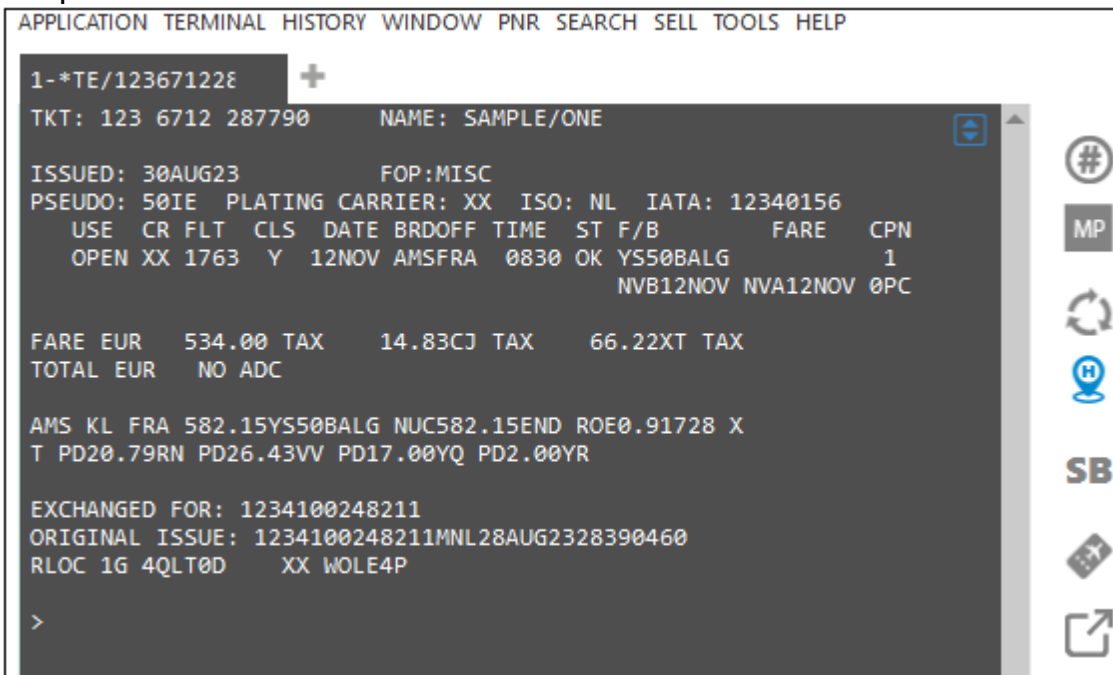 APPLICATION TERMINAL HISTORY WINDOW PNR SEARCH SELL TOOLS HELP
1-*TE/123671228
TKT: 123 6712 287790 NAME: SAMPLE/ONE
ISSUED: 30AUG23 FOP:MISC
PSEUDO: 50IE PLATING CARRIER: XX ISO: NL IATA: 12340156
USE CR FLT CLS DATE BRDOFF TIME ST F/B FARE CPN
OPEN XX 1763 Y 12NOV AMSFRA 0830 OK YS50BALG 1
NVB12NOV NVA12NOV 0PC
FARE EUR 534.00 TAX 14.83CJ TAX 66.22XT TAX
TOTAL EUR NO ADC
AMS KL FRA 582.15YS50BALG NUC582.15END ROE0.91728 X
T PD20.79RN PD26.43VV PD17.00YQ PD2.00YR
EXCHANGED FOR: 1234100248211
ORIGINAL ISSUE: 1234100248211MNL28AUG2328390460
RLOC 1G 4QLT0D XX WOLE4P
>
#
MP
H
SB